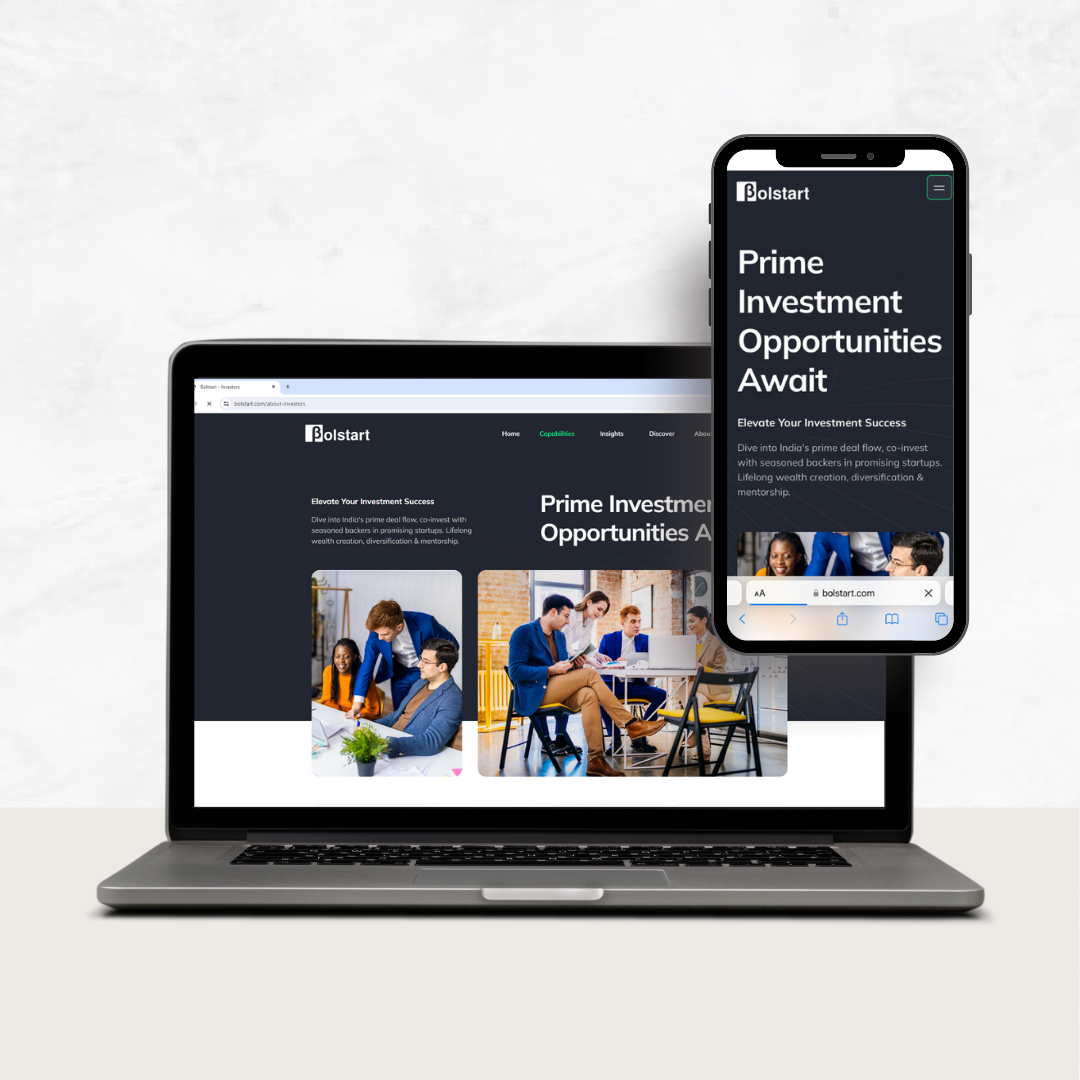 Bolstart - Investors
bolstart.com/about-investors
βolstart
Home Capabilities Insights Discover Abou
Elevate Your Investment Success
Dive into India's prime deal flow, co-invest with
seasoned backers in promising startups. Lifelong
wealth creation, diversification & mentorship.
Prime Investmen
Opportunities A
βolstart
Prime
Investment
Opportunities
Await
Elevate Your Investment Success
Dive into India's prime deal flow, co-invest
with seasoned backers in promising startups.
Lifelong wealth creation, diversification &
mentorship.
AA bolstart.com